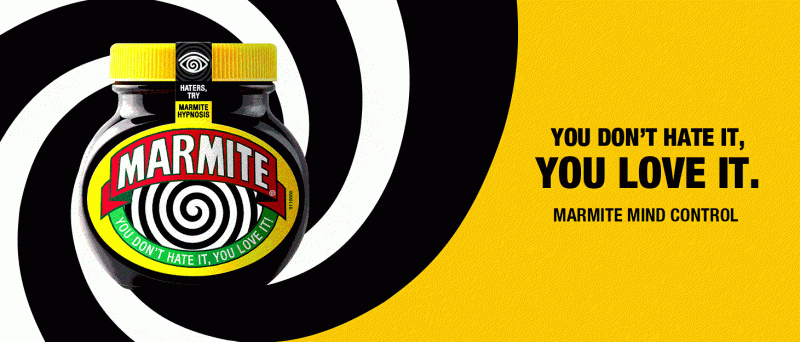 HATERS,
TRY
MARMITE
HYPNOSIS
MARMITE
YOU DON'T HATE IT, YOU LOVE IT!
YOU DON'T HATE IT,
YOU LOVE IT.
MARMITE MIND CONTROL